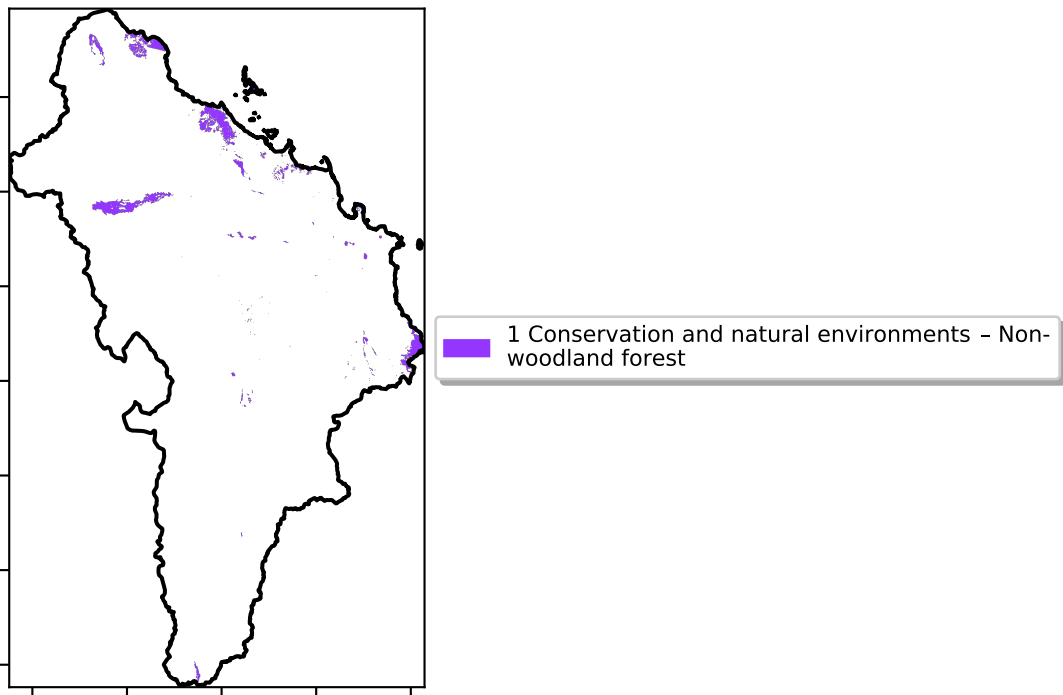 1 Conservation and natural environments – Non-
woodland forest